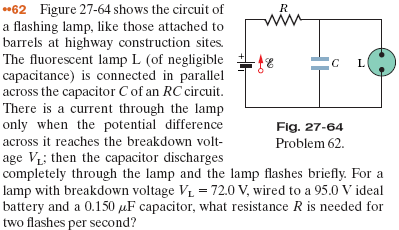 ••62 Figure 27-64 shows the circuit of
a flashing lamp, like those attached to
barrels at highway construction sites.
The fluorescent lamp L (of negligible
capacitance) is connected in parallel
across the capacitor C of an RC circuit.
There is a current through the lamp
only when the potential difference
across it reaches the breakdown volt-
age VL; then the capacitor discharges
completely through the lamp and the lamp flashes briefly. For a
lamp with breakdown voltage VL = 72.0 V, wired to a 95.0 V ideal
battery and a 0.150 μF capacitor, what resistance R is needed for
two flashes per second?
R
+
–
ℰ
C
L
Fig. 27-64
Problem 62.